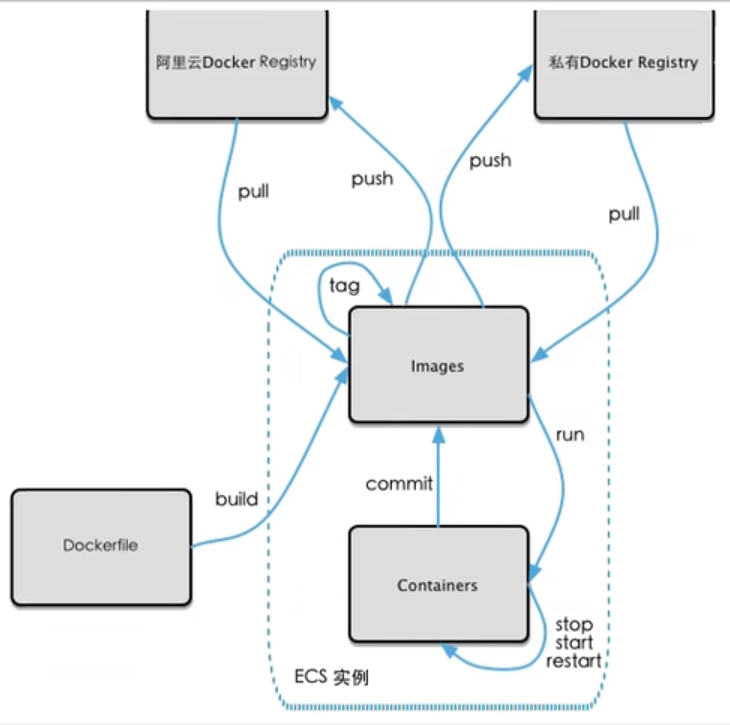 阿里云Docker Registry
私有Docker Registry
push
push
pull
pull
tag
Images
run
build
commit
Dockerfile
Containers
stop
start
restart
ECS 实例